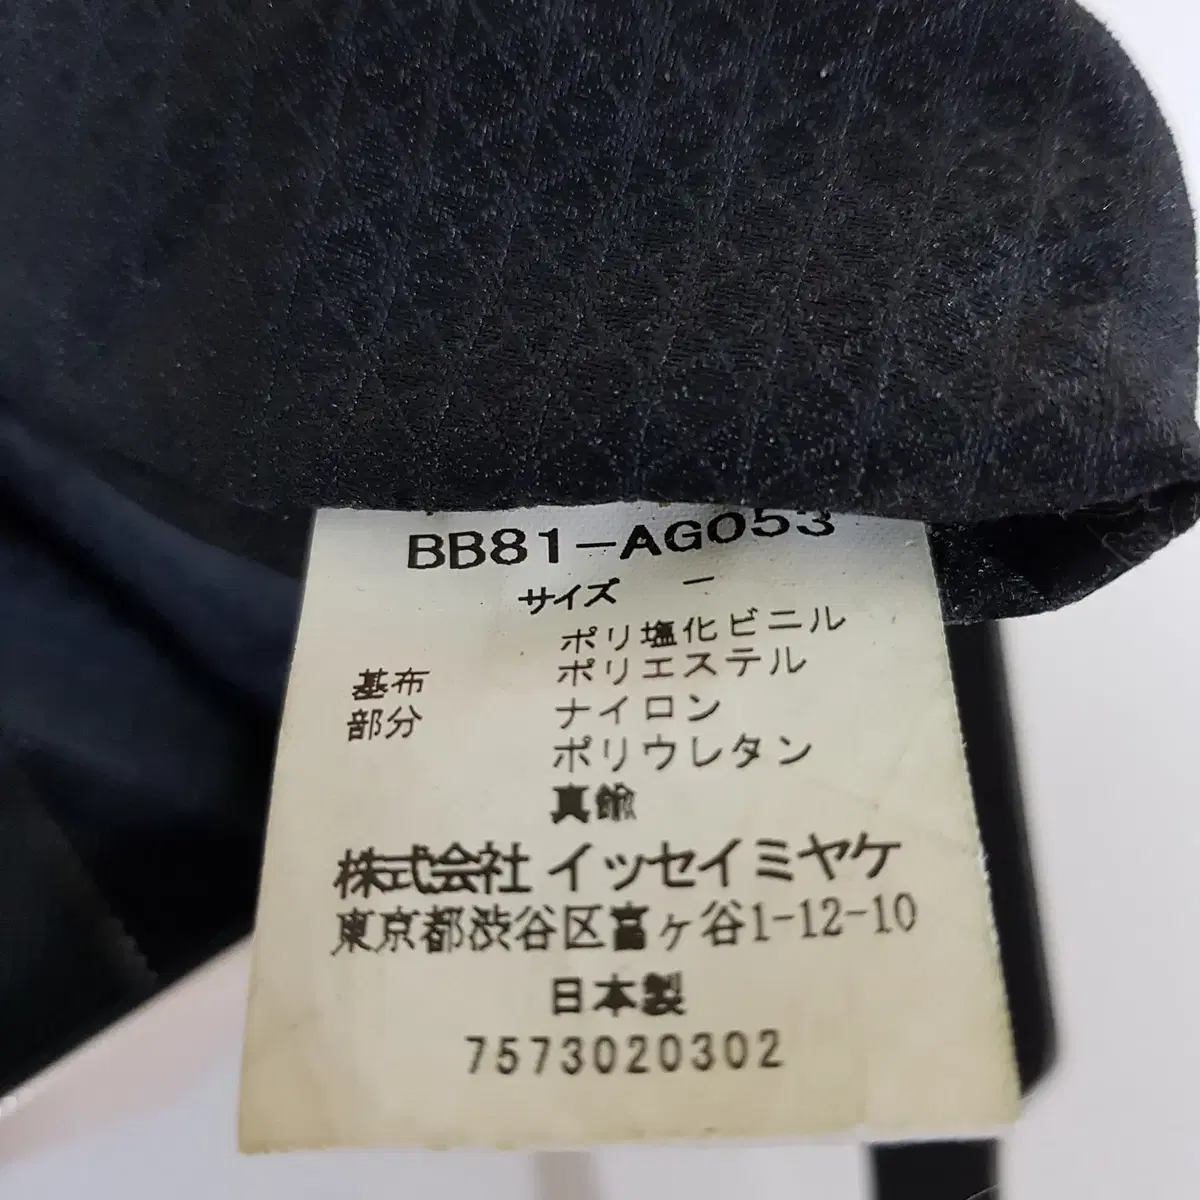 BB81-AG053
サイズ -
ポリ塩化ビニル
基布 ポリエステル
部分 ナイロン
ポリウレタン
真鍮
株式会社 イッセイミヤケ
東京都渋谷区富ヶ谷1-12-10
日本製
7573020302